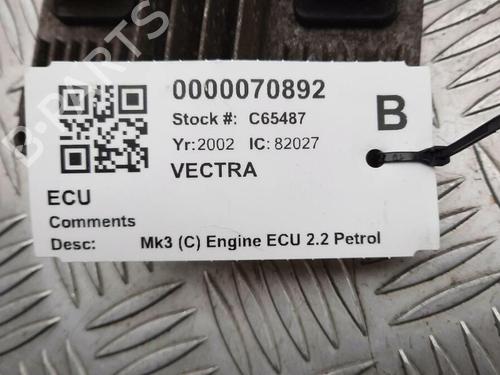 0000070892
Stock #: C65487
B
Yr:2002 IC: 82027
VECTRA
ECU
Comments
Desc: Mk3 (C) Engine ECU 2.2 Petrol
B-PARTS